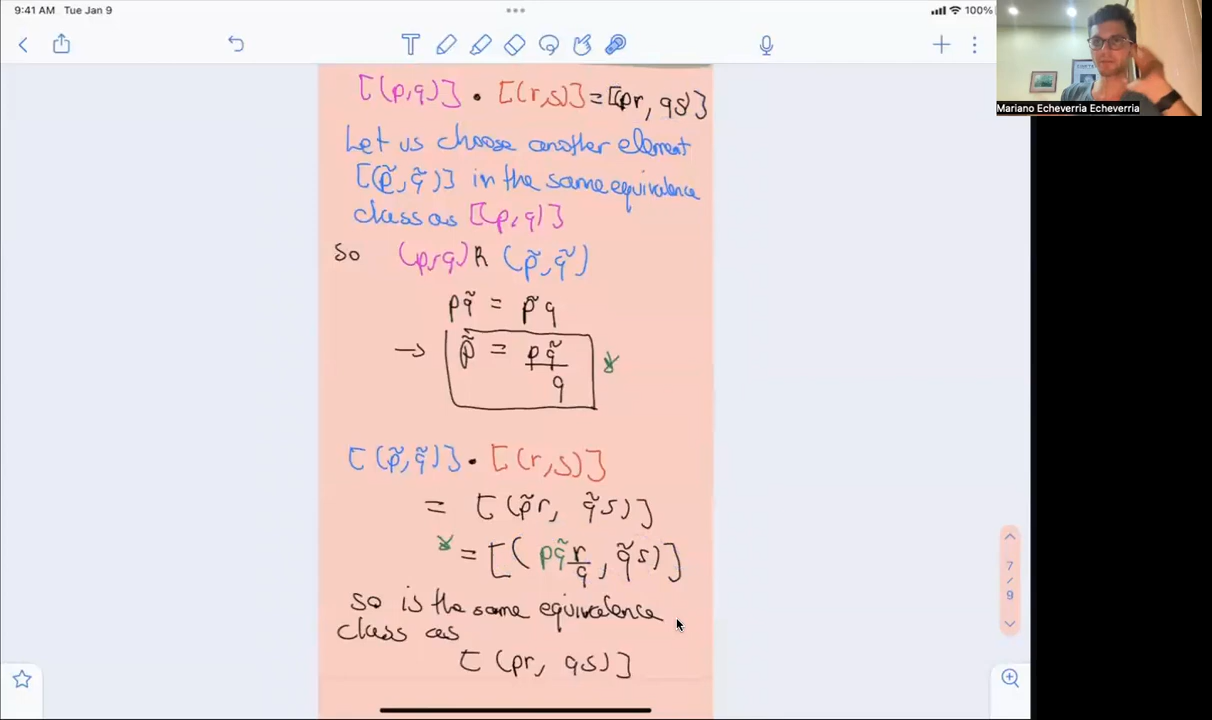 9:41 AM Tue Jan 9
100%
Mariano Echeverria Echeverria
[(p,q)] · [(r,s)] = [(pr, qs)]
Let us choose another element
[(p̃, q̃)] in the same equivalence
class as [(p,q)]
So (p,q) R (p̃, q̃)
pq̃ = p̃q
→ p̃ = pq̃/q *
[(p̃,q̃)] · [(r,s)]
= [(p̃r, q̃s)]
* = [(pq̃ r/q, q̃s)]
so is the same equivalence
class as
[(pr, qs)]
7
/
9